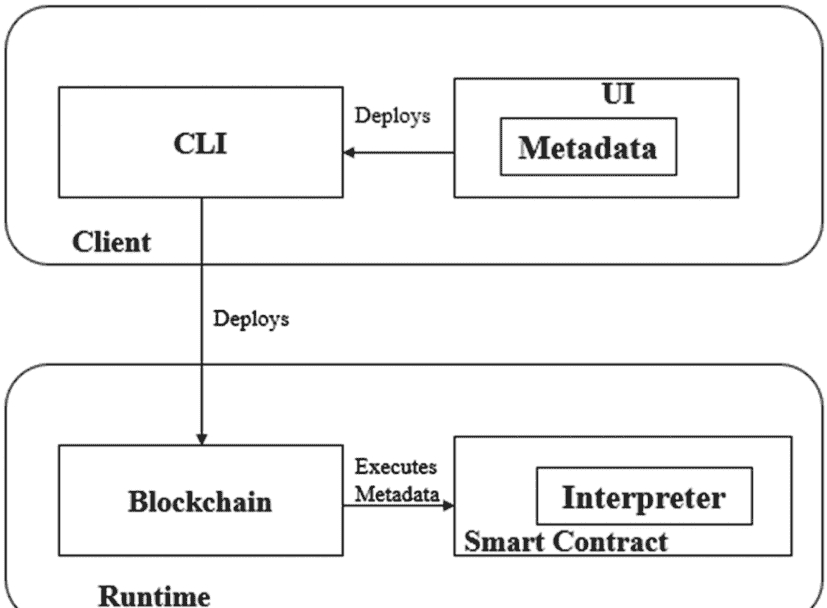 UI
Deploys
CLI
Metadata
Client
Deploys
Executes
Metadata
Blockchain
Interpreter
Smart Contract
Runtime